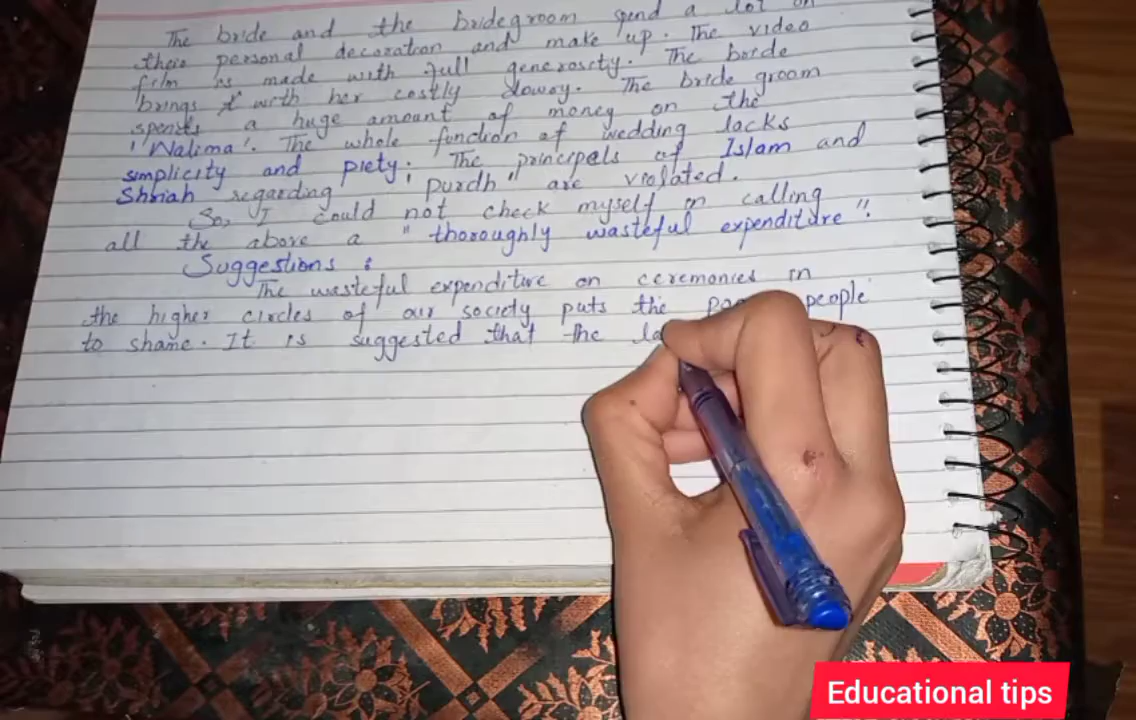 The bride and the bridegroom spend a lot on
their personal decoration and make up. The video
film is made with full generosity. The borde
brings it with her costly dowry. The bride groom
spends a huge amount of money on the
"Walima". The whole function of wedding lacks
simplicity and piety; The principels of Islam and
Shriah regarding "purdh" are violated.
So, I could not check myself in calling
all the above a "thoroughly wasteful expenditure".
Suggestions :
The wasteful expenditure on ceremonies in
the higher circles of our society puts the people
to shame. It is suggested that the
Educational tips